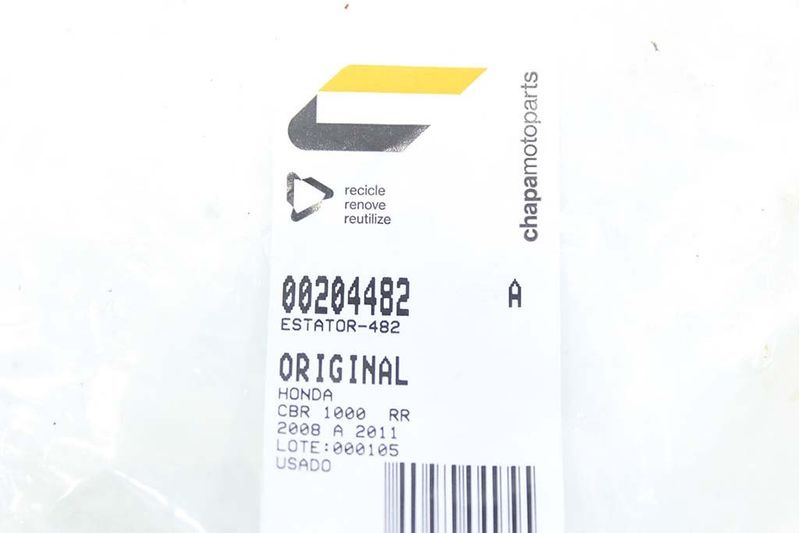 chapamotoparts
recicle
renove
reutilize
00204482 A
ESTATOR-482
ORIGINAL
HONDA
CBR 1000 RR
2008 A 2011
LOTE:000105
USADO